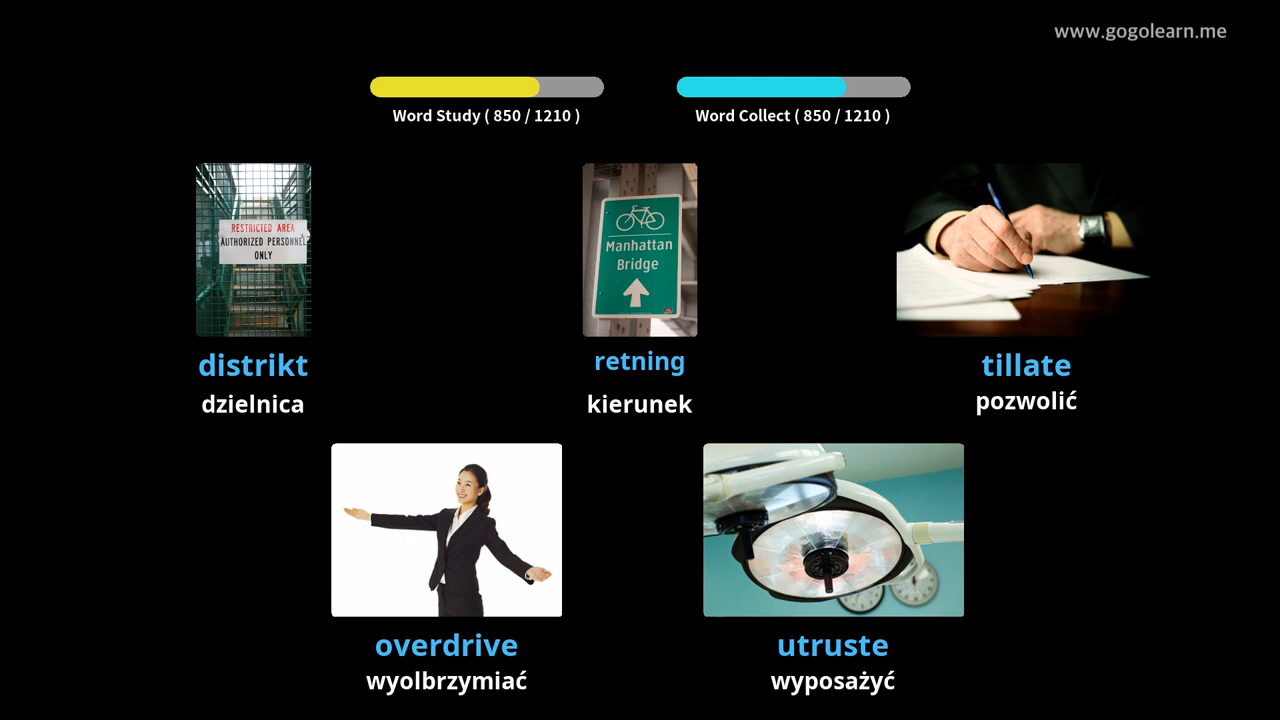 www.gogolearn.me
Word Study ( 850 / 1210 )
Word Collect ( 850 / 1210 )
RESTRICTED AREA
AUTHORIZED PERSONNEL
ONLY
Manhattan
Bridge
distrikt
dzielnica
retning
kierunek
tillate
pozwolić
overdrive
wyolbrzymiać
utruste
wyposażyć